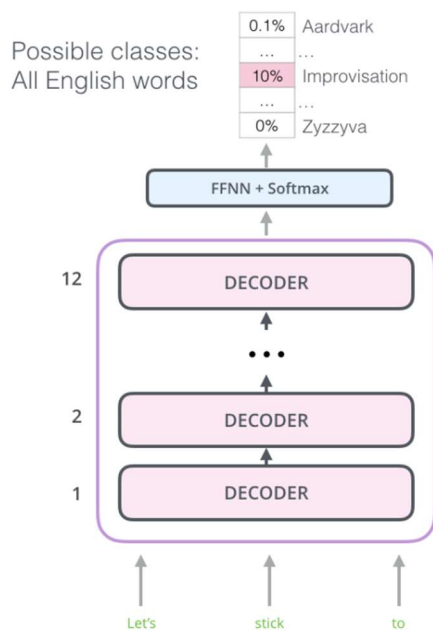 Possible classes:
All English words
0.1% Aardvark
... ...
10% Improvisation
... ...
0% Zyzzyva
FFNN + Softmax
12 DECODER
...
2 DECODER
1 DECODER
Let's stick to